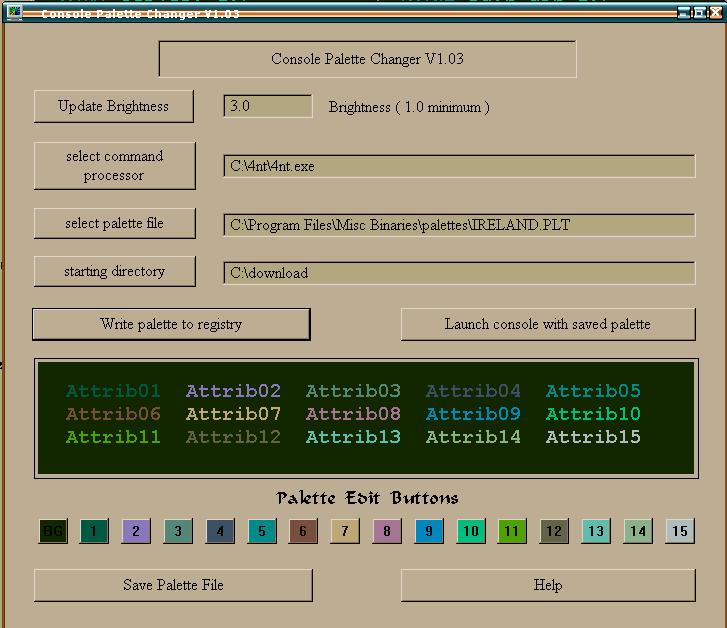 Console Palette Changer V1.03
Console Palette Changer V1.03
Update Brightness 3.0 Brightness ( 1.0 minimum )
select command
processor
C:\4nt\4nt.exe
select palette file C:\Program Files\Misc Binaries\palettes\IRELAND.PLT
starting directory C:\download
Write palette to registry Launch console with saved palette
Attrib01 Attrib02 Attrib03 Attrib04 Attrib05
Attrib06 Attrib07 Attrib08 Attrib09 Attrib10
Attrib11 Attrib12 Attrib13 Attrib14 Attrib15
Palette Edit Buttons
BG 1 2 3 4 5 6 7 8 9 10 11 12 13 14 15
Save Palette File Help